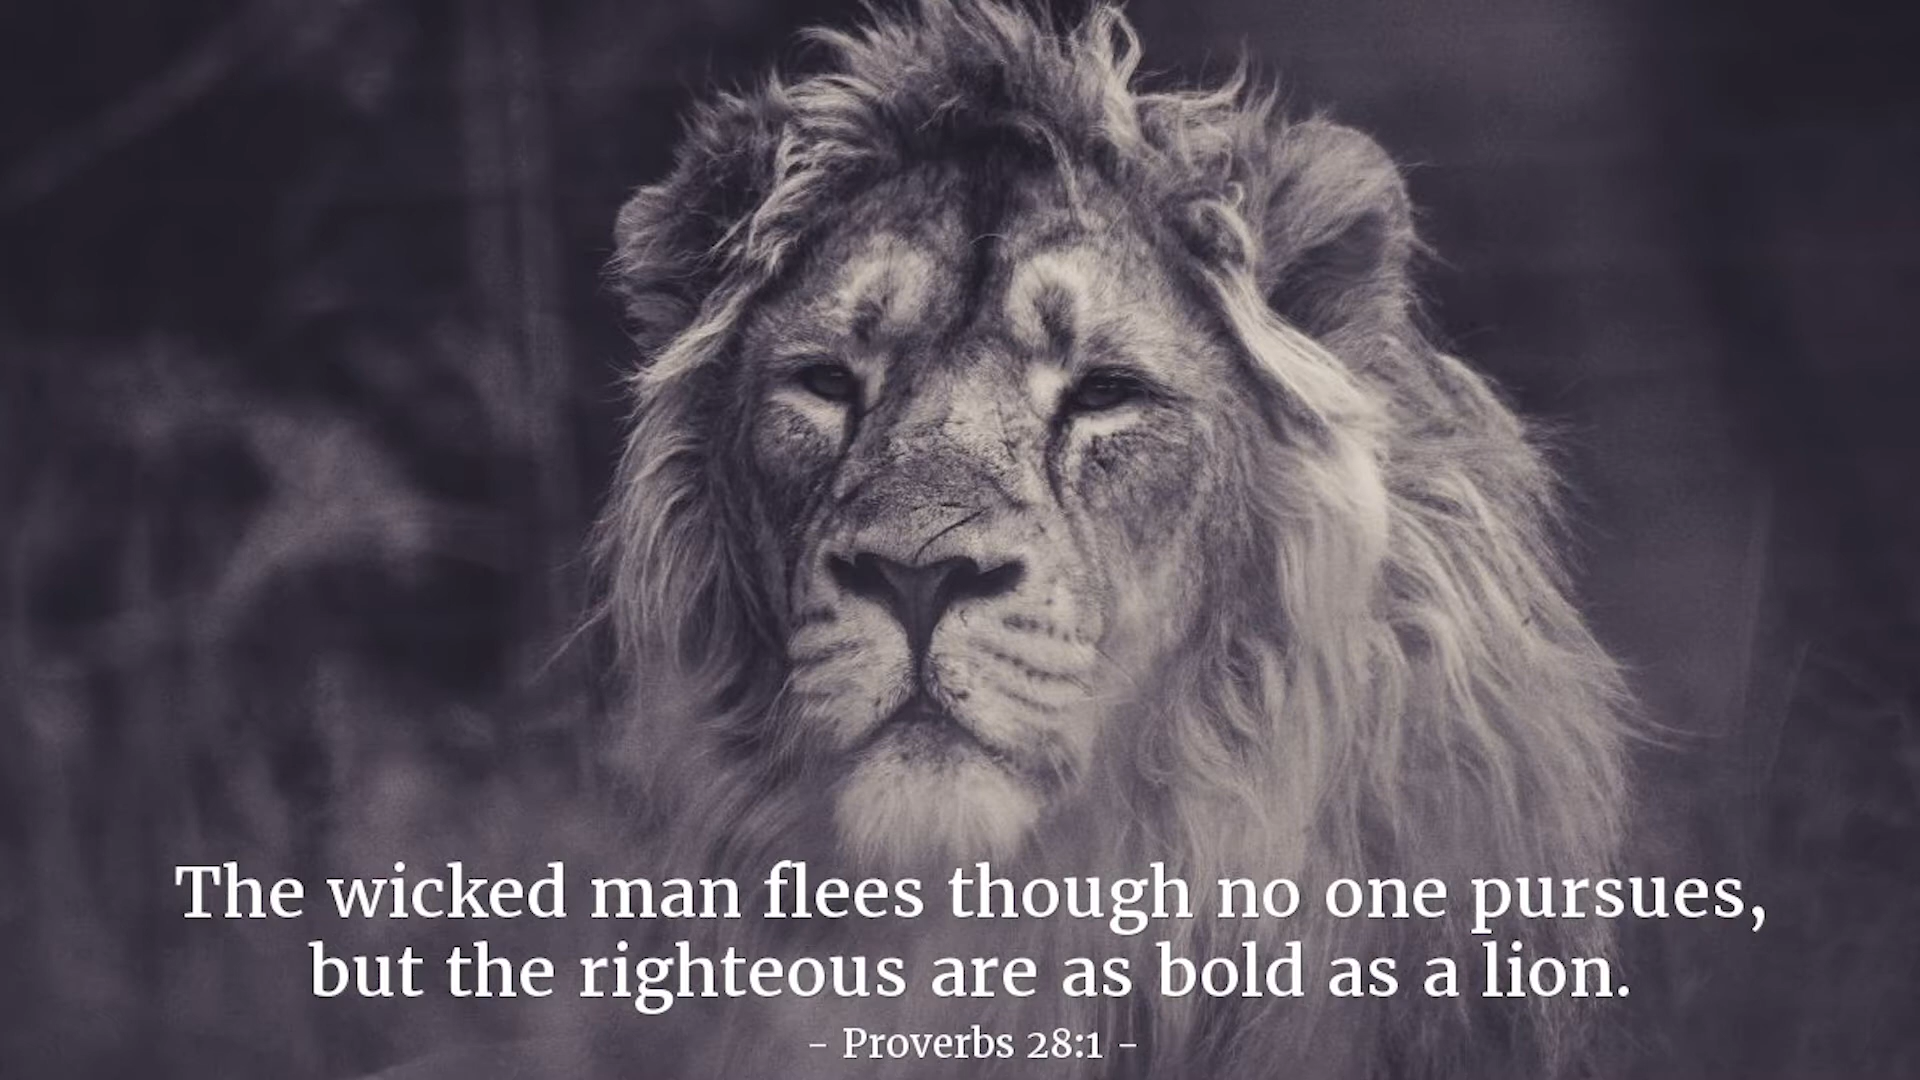 The wicked man flees though no one pursues,
but the righteous are as bold as a lion.
- Proverbs 28:1 -